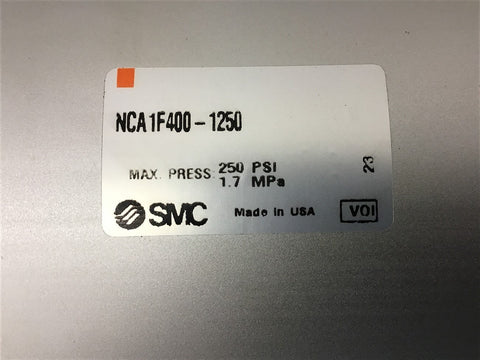 NCA1F400-1250
MAX. PRESS. 250 PSI
1.7 MPa
23
SMC
Made in USA
VOI